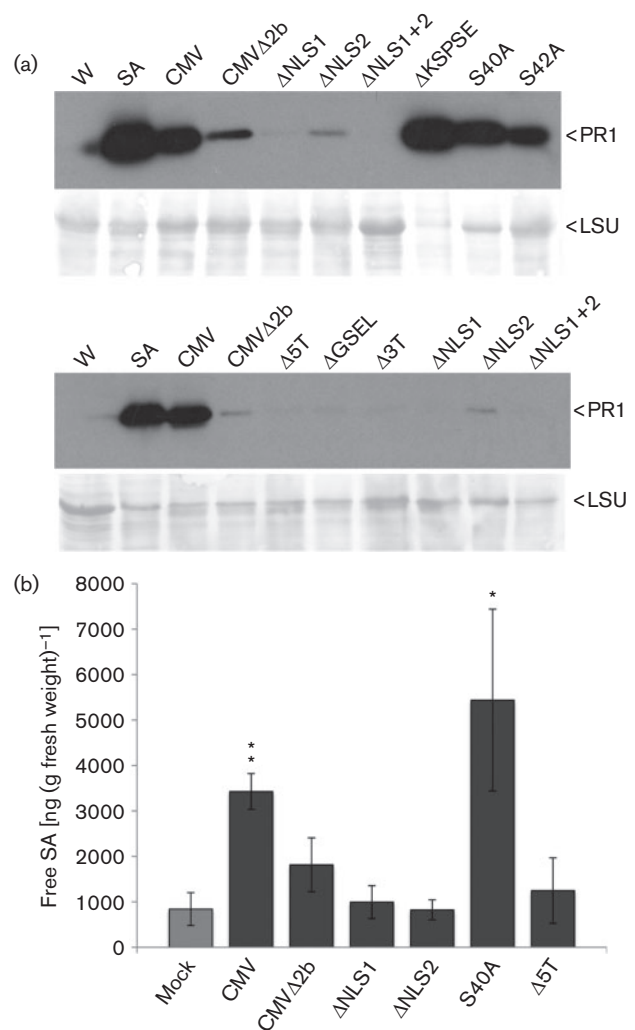 (a)
W SA CMV CMVΔ2b ΔNLS1 ΔNLS2 ΔNLS1+2 ΔKSPSE S40A S42A
<PR1
<LSU
W SA CMV CMVΔ2b Δ5T ΔGSEL Δ3T ΔNLS1 ΔNLS2 ΔNLS1+2
<PR1
<LSU
(b)
Free SA [ng (g fresh weight)⁻¹]
8000
7000
6000
5000
4000
3000
2000
1000
0
* *
*
Mock CMV CMVΔ2b ΔNLS1 ΔNLS2 S40A Δ5T